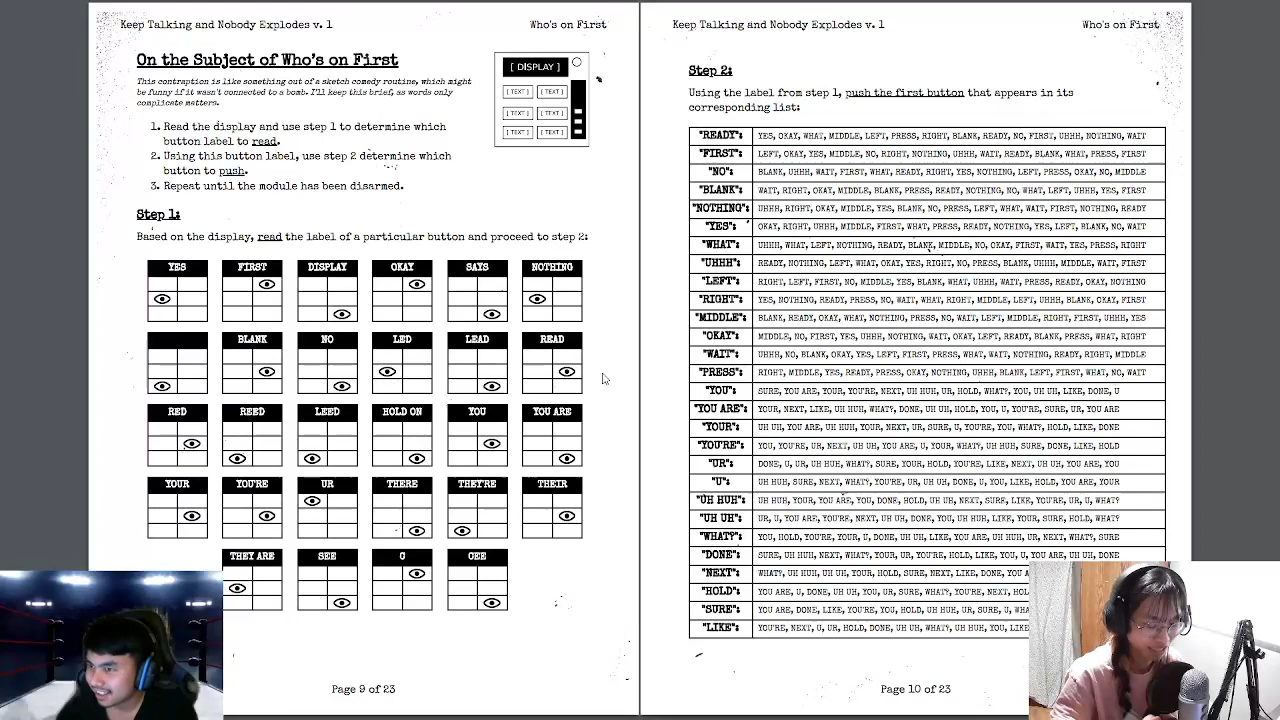 Keep Talking and Nobody Explodes v. 1
Who's on First
On the Subject of Who's on First
This contraption is like something out of a sketch comedy routine, which might
be funny if it wasn't connected to a bomb. I'll keep this brief, as words only
complicate matters.
[ DISPLAY ]
[ TEXT ] [ TEXT ]
[ TEXT ] [ TEXT ]
[ TEXT ] [ TEXT ]
1. Read the display and use step 1 to determine which
button label to read.
2. Using this button label, use step 2 determine which
button to push.
3. Repeat until the module has been disarmed.
Step 1:
Based on the display, read the label of a particular button and proceed to step 2:
YES FIRST DISPLAY OKAY SAYS NOTHING
BLANK NO LED LEAD READ
RED REED LEED HOLD ON YOU YOU ARE
YOUR YOU'RE UR THERE THEY'RE THEIR
THEY ARE SEE C CEE
Page 9 of 23
Keep Talking and Nobody Explodes v. 1
Who's on First
Step 2:
Using the label from step 1, push the first button that appears in its
corresponding list:
"READY": YES, OKAY, WHAT, MIDDLE, LEFT, PRESS, RIGHT, BLANK, READY, NO, FIRST, UHHH, NOTHING, WAIT
"FIRST": LEFT, OKAY, YES, MIDDLE, NO, RIGHT, NOTHING, UHHH, WAIT, READY, BLANK, WHAT, PRESS, FIRST
"NO": BLANK, UHHH, WAIT, FIRST, WHAT, READY, RIGHT, YES, NOTHING, LEFT, PRESS, OKAY, NO, MIDDLE
"BLANK": WAIT, RIGHT, OKAY, MIDDLE, BLANK, PRESS, READY, NOTHING, NO, WHAT, LEFT, UHHH, YES, FIRST
"NOTHING": UHHH, RIGHT, OKAY, MIDDLE, YES, BLANK, NO, PRESS, LEFT, WHAT, WAIT, FIRST, NOTHING, READY
"YES": OKAY, RIGHT, UHHH, MIDDLE, FIRST, WHAT, PRESS, READY, NOTHING, YES, LEFT, BLANK, NO, WAIT
"WHAT": UHHH, WHAT, LEFT, NOTHING, READY, BLANK, MIDDLE, NO, OKAY, FIRST, WAIT, YES, PRESS, RIGHT
"UHHH": READY, NOTHING, LEFT, WHAT, OKAY, YES, RIGHT, NO, PRESS, BLANK, UHHH, MIDDLE, WAIT, FIRST
"LEFT": RIGHT, LEFT, FIRST, NO, MIDDLE, YES, BLANK, WHAT, UHHH, WAIT, PRESS, READY, OKAY, NOTHING
"RIGHT": YES, NOTHING, READY, PRESS, NO, WAIT, WHAT, RIGHT, MIDDLE, LEFT, UHHH, BLANK, OKAY, FIRST
"MIDDLE": BLANK, READY, OKAY, WHAT, NOTHING, PRESS, NO, WAIT, LEFT, MIDDLE, RIGHT, FIRST, UHHH, YES
"OKAY": MIDDLE, NO, FIRST, YES, UHHH, NOTHING, WAIT, OKAY, LEFT, READY, BLANK, PRESS, WHAT, RIGHT
"WAIT": UHHH, NO, BLANK, OKAY, YES, LEFT, FIRST, PRESS, WHAT, WAIT, NOTHING, READY, RIGHT, MIDDLE
"PRESS": RIGHT, MIDDLE, YES, READY, PRESS, OKAY, NOTHING, UHHH, BLANK, LEFT, FIRST, WHAT, NO, WAIT
"YOU": SURE, YOU ARE, YOUR, YOU'RE, NEXT, UH HUH, UR, HOLD, WHAT?, YOU, UH UH, LIKE, DONE, U
"YOU ARE": YOUR, NEXT, LIKE, UH HUH, WHAT?, DONE, UH UH, HOLD, YOU, U, YOU'RE, SURE, UR, YOU ARE
"YOUR": UH UH, YOU ARE, UH HUH, YOUR, NEXT, UR, SURE, U, YOU'RE, YOU, WHAT?, HOLD, LIKE, DONE
"YOU'RE": YOU, YOU'RE, UR, NEXT, UH UH, YOU ARE, U, YOUR, WHAT?, UH HUH, SURE, DONE, LIKE, HOLD
"UR": DONE, U, UR, UH HUH, WHAT?, SURE, YOUR, HOLD, YOU'RE, LIKE, NEXT, UH UH, YOU ARE, YOU
"U": UH HUH, SURE, NEXT, WHAT?, YOU'RE, UR, UH UH, DONE, U, YOU, LIKE, HOLD, YOU ARE, YOUR
"UH HUH": UH HUH, YOUR, YOU ARE, YOU, DONE, HOLD, UH UH, NEXT, SURE, LIKE, YOU'RE, UR, U, WHAT?
"UH UH": UR, U, YOU ARE, YOU'RE, NEXT, UH UH, DONE, YOU, UH HUH, LIKE, YOUR, SURE, HOLD, WHAT?
"WHAT?": YOU, HOLD, YOU'RE, YOUR, U, DONE, UH UH, LIKE, YOU ARE, UH HUH, UR, NEXT, WHAT?, SURE
"DONE": SURE, UH HUH, NEXT, WHAT?, YOUR, UR, YOU'RE, HOLD, LIKE, YOU, U, YOU ARE, UH UH, DONE
"NEXT": WHAT?, UH HUH, UH UH, YOUR, HOLD, SURE, NEXT, LIKE, DONE, YOU A
"HOLD": YOU ARE, U, DONE, UH UH, YOU, UR, SURE, WHAT?, YOU'RE, NEXT, HOL
"SURE": YOU ARE, DONE, LIKE, YOU'RE, YOU, HOLD, UH HUH, UR, SURE, U, WHA
"LIKE": YOU'RE, NEXT, U, UR, HOLD, DONE, UH UH, WHAT?, UH HUH, YOU, LIKE,
Page 10 of 23